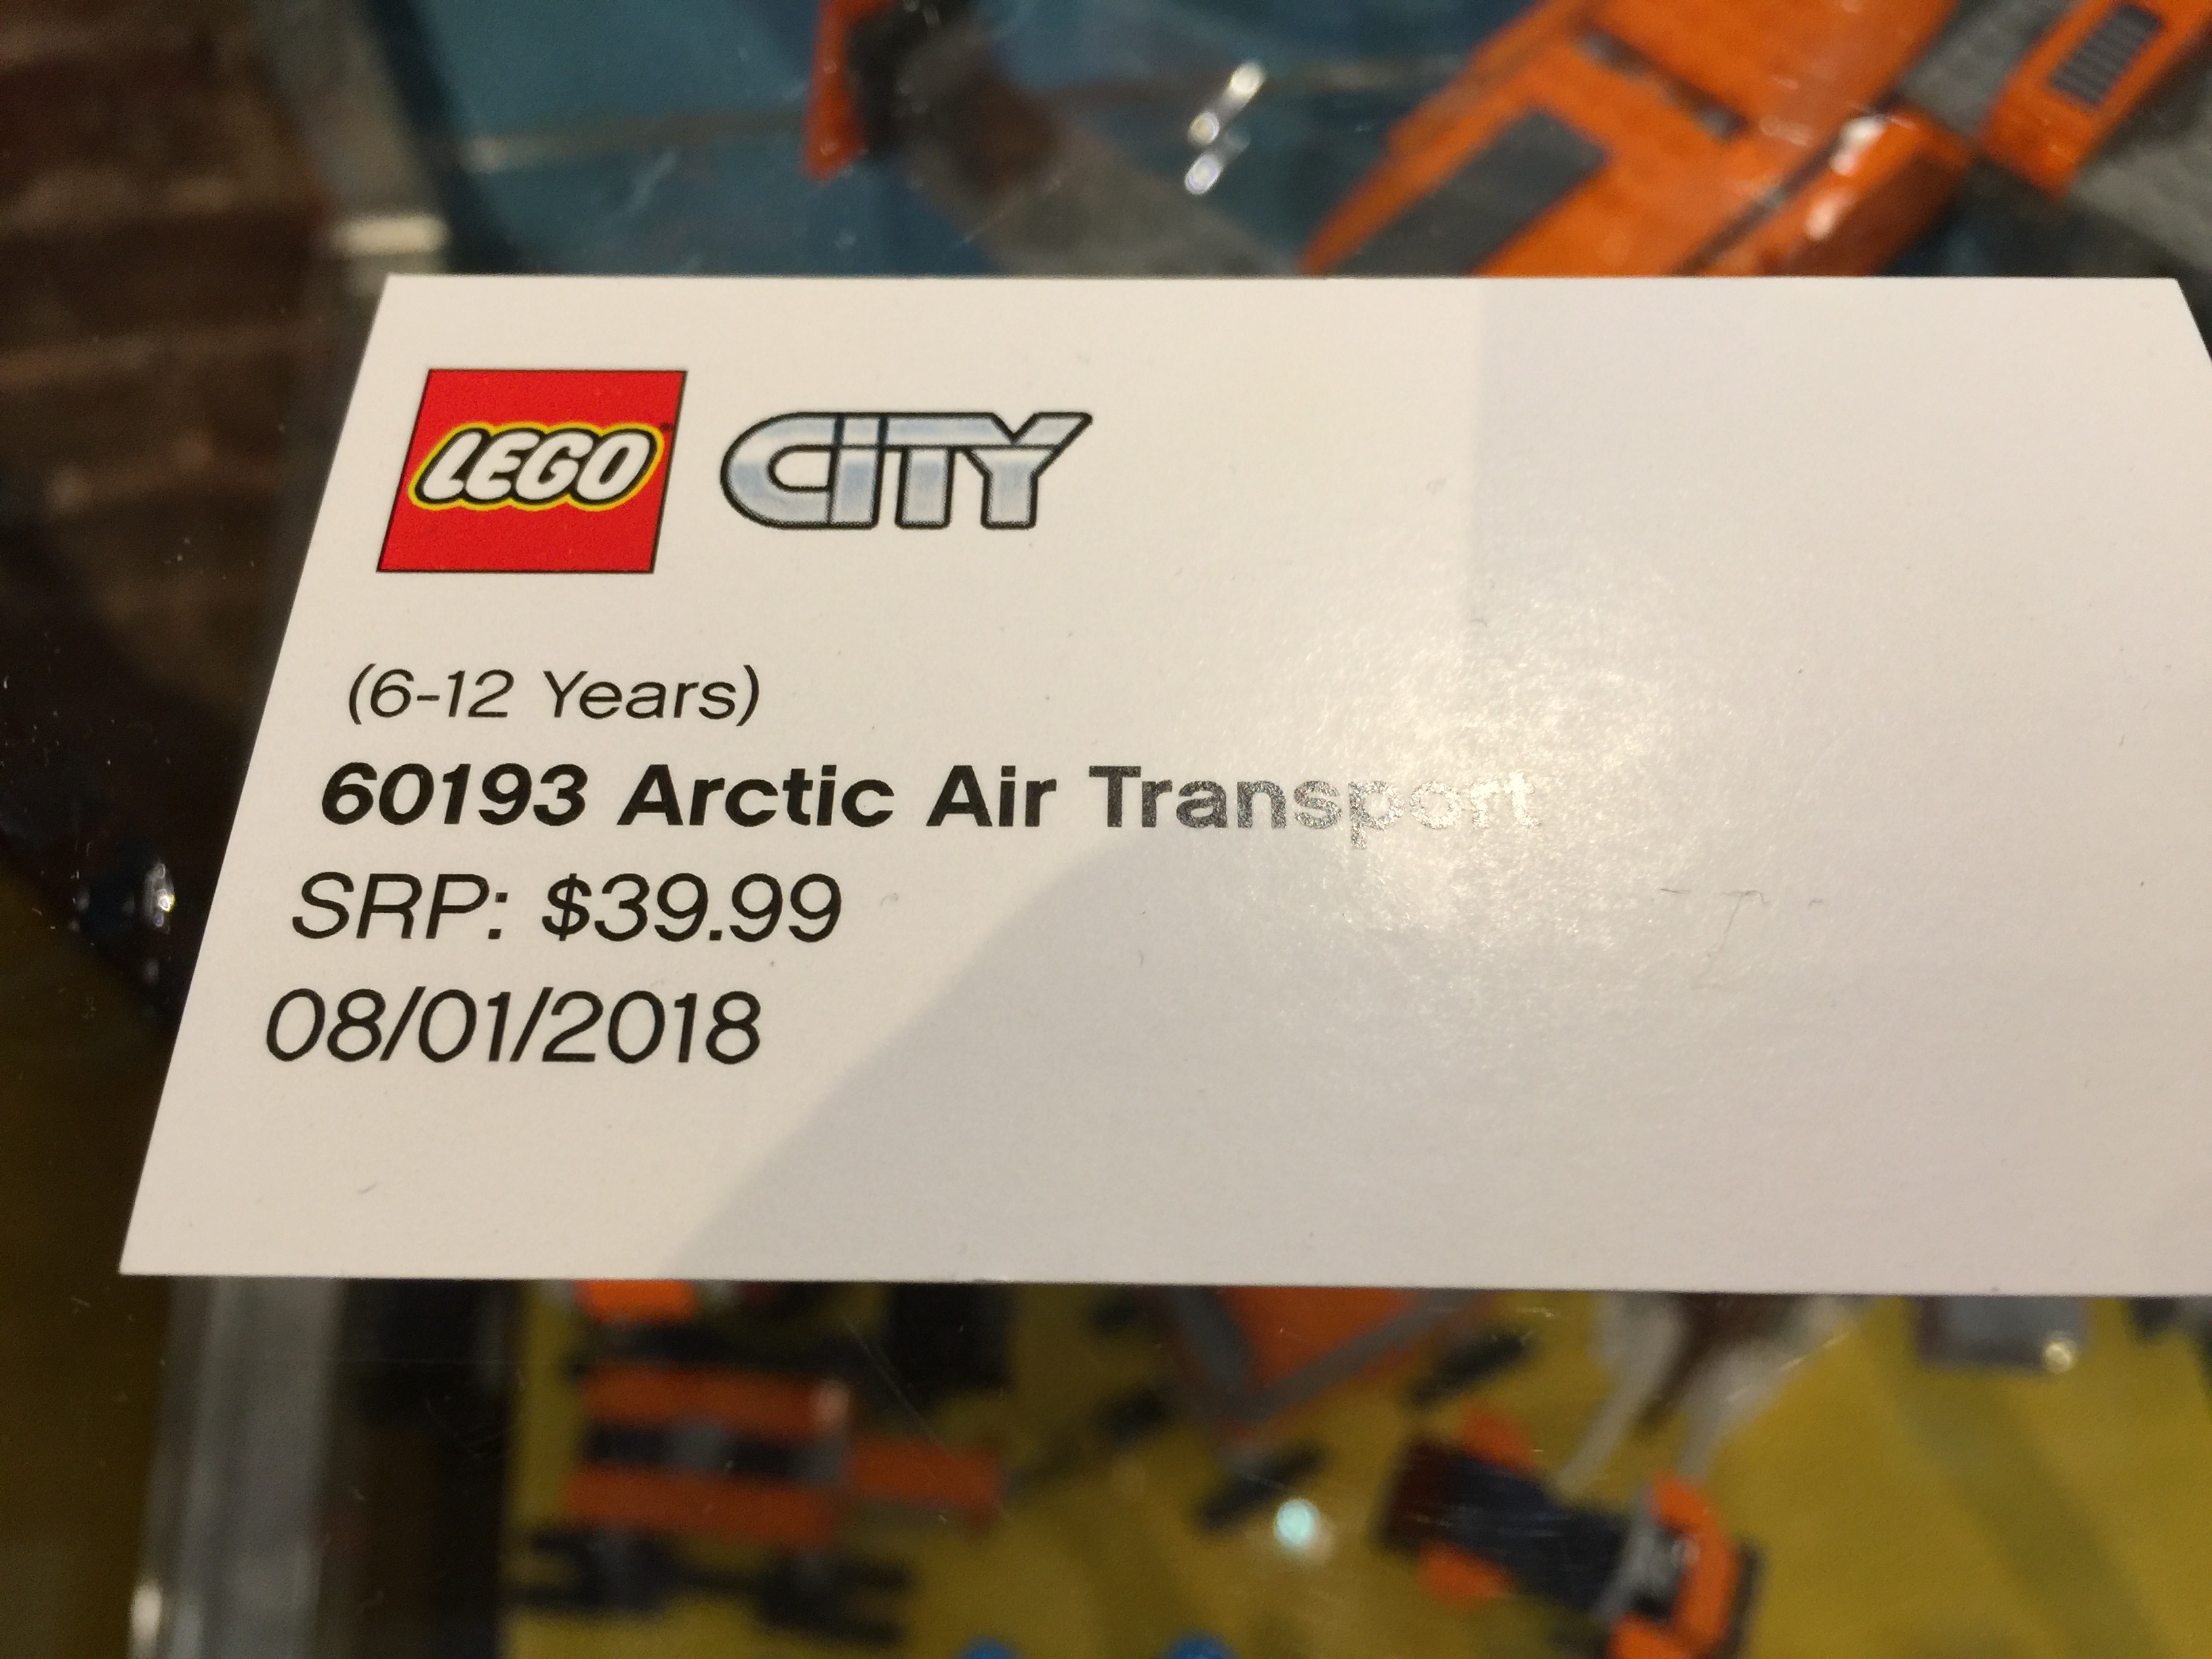 LEGO CITY
(6-12 Years)
60193 Arctic Air Transport
SRP: $39.99
08/01/2018